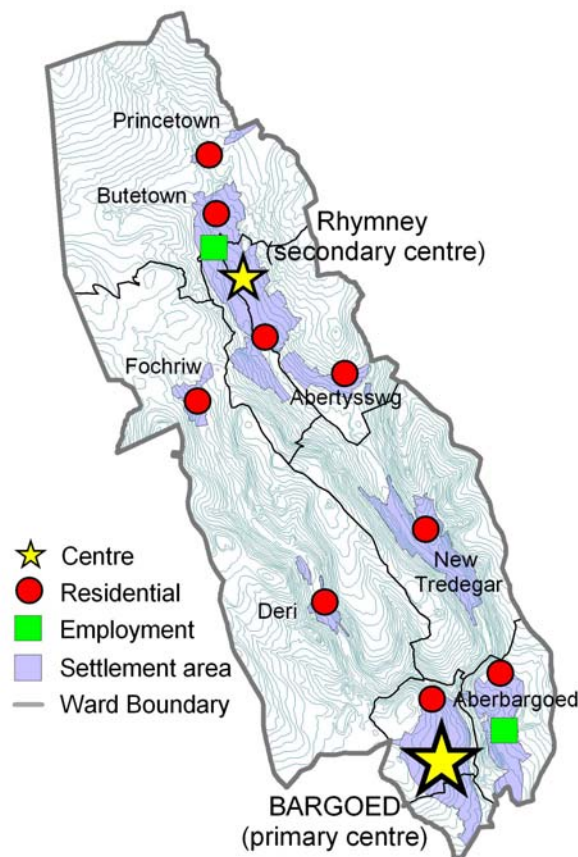 Princetown
Butetown
Rhymney
(secondary centre)
Fochriw
Abertysswg
New
Tredegar
Deri
Aberbargoed
BARGOED
(primary centre)
Centre
Residential
Employment
Settlement area
Ward Boundary